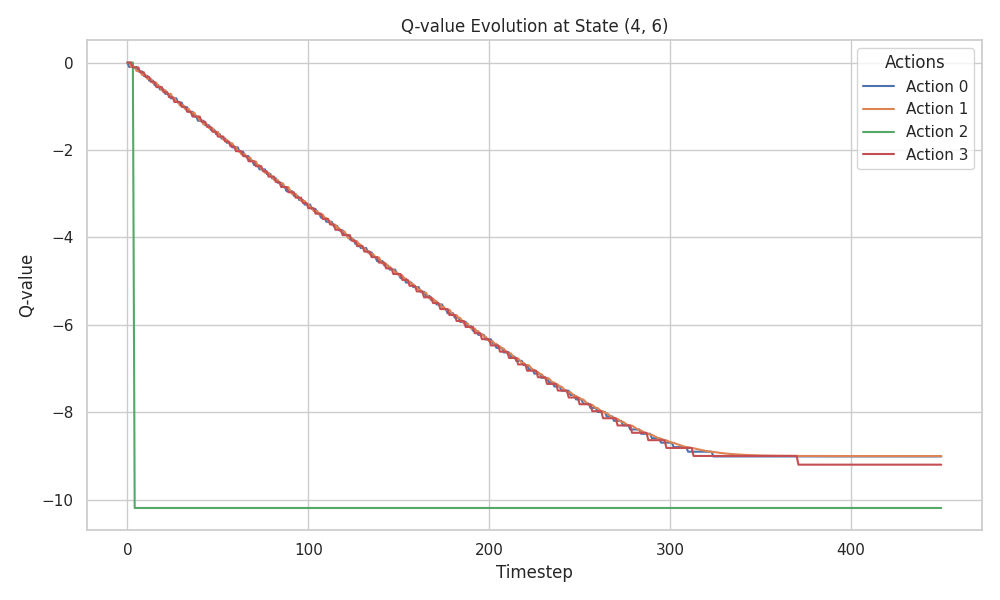 Q-value Evolution at State (4, 6)
Actions
Action 0
Action 1
Action 2
Action 3
Q-value
0
−2
−4
−6
−8
−10
0 100 200 300 400
Timestep